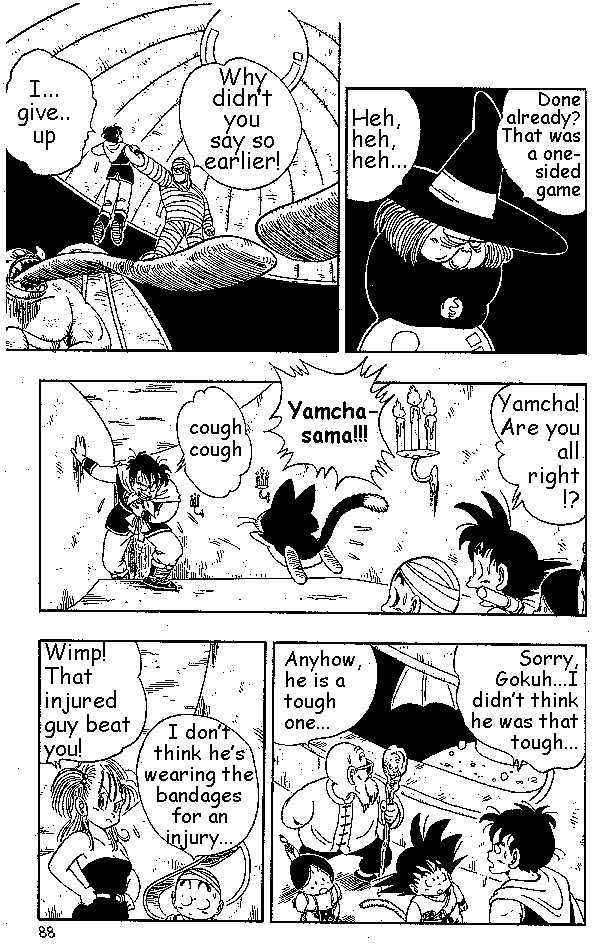 I...
give..
up
Why
didn't
you
say so
earlier!
Heh,
heh,
heh...
Done
already?
That was
a one-
sided
game
cough
cough
Yamcha-
sama!!!
Yamcha!
Are you
all
right
!?
Wimp!
That
injured
guy beat
you!
I don't
think he's
wearing the
bandages
for an
injury...
Anyhow,
he is a
tough
one...
Sorry,
Gokuh...I
didn't think
he was that
tough...
88